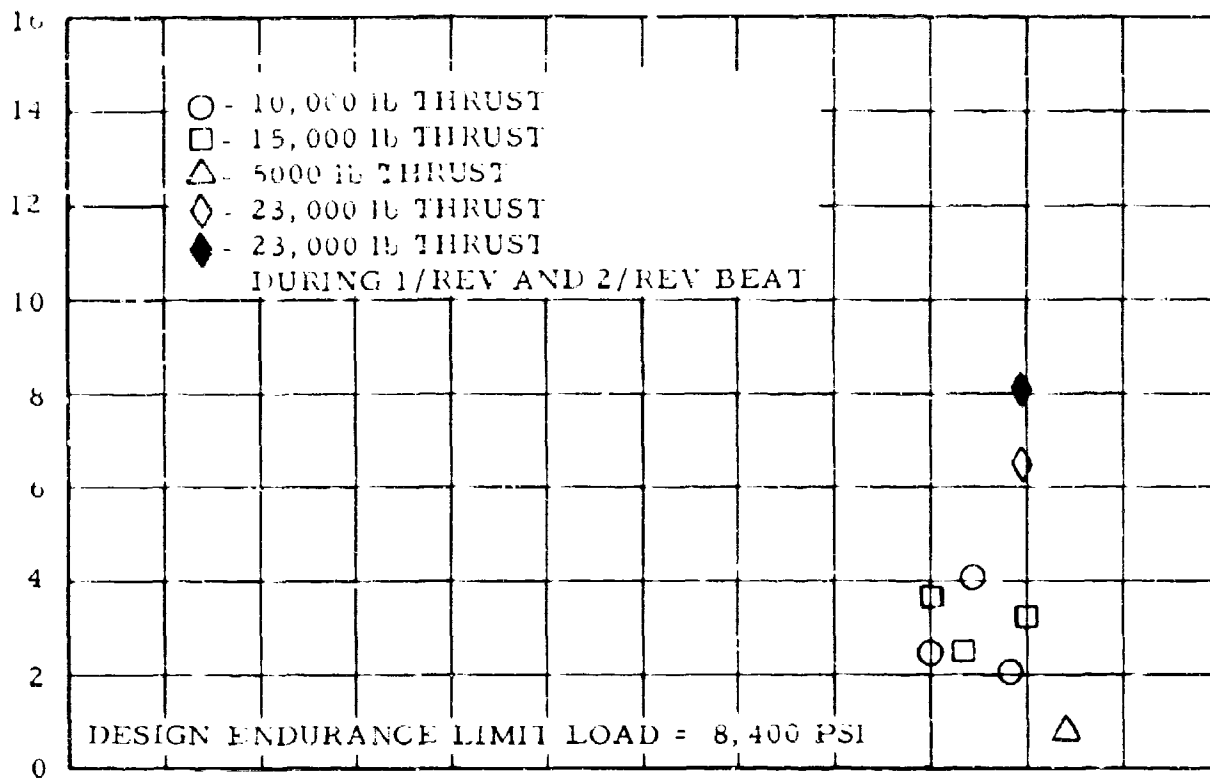 16
14
12
10
8
6
4
2
0
○ - 10,000 lb THRUST
□ - 15,000 lb THRUST
△ - 5000 lb THRUST
◇ - 23,000 lb THRUST
◆ - 23,000 lb THRUST
DURING 1/REV AND 2/REV BEAT
DESIGN ENDURANCE LIMIT LOAD = 8,400 PSI